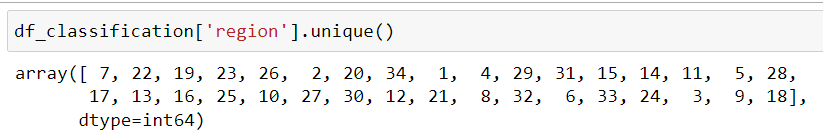 df_classification['region'].unique()
array([ 7, 22, 19, 23, 26,  2, 20, 34,  1,  4, 29, 31, 15, 14, 11,  5, 28,
       17, 13, 16, 25, 10, 27, 30, 12, 21,  8, 32,  6, 33, 24,  3,  9, 18],
      dtype=int64)